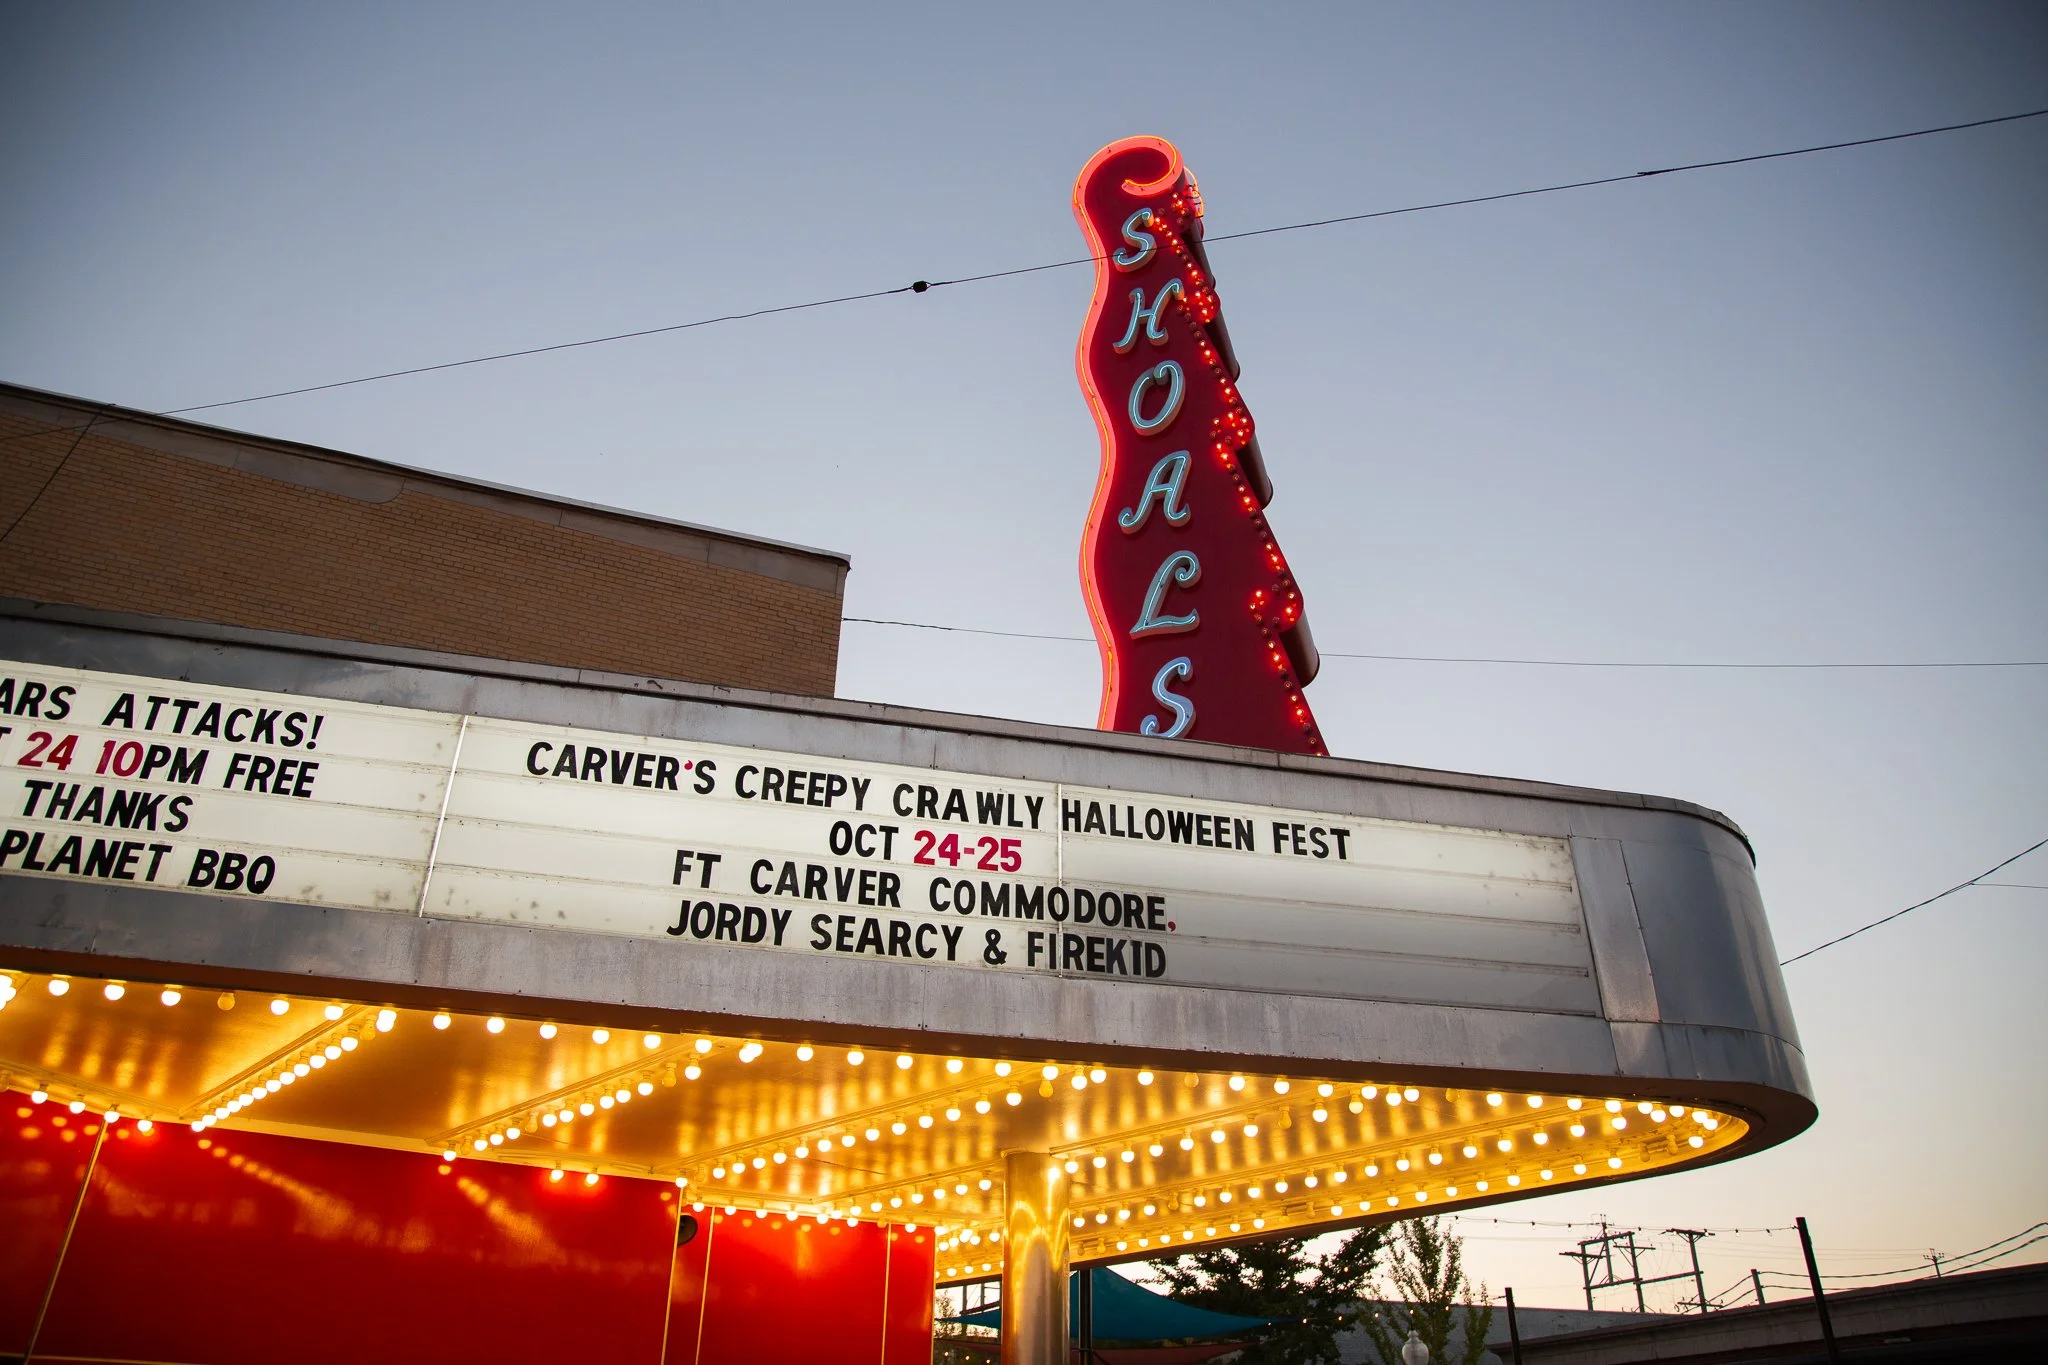 SHOALS
ARS ATTACKS!
T 24 10PM FREE
THANKS
PLANET BBQ
CARVER'S CREEPY CRAWLY HALLOWEEN FEST
OCT 24-25
FT CARVER COMMODORE,
JORDY SEARCY & FIREKID